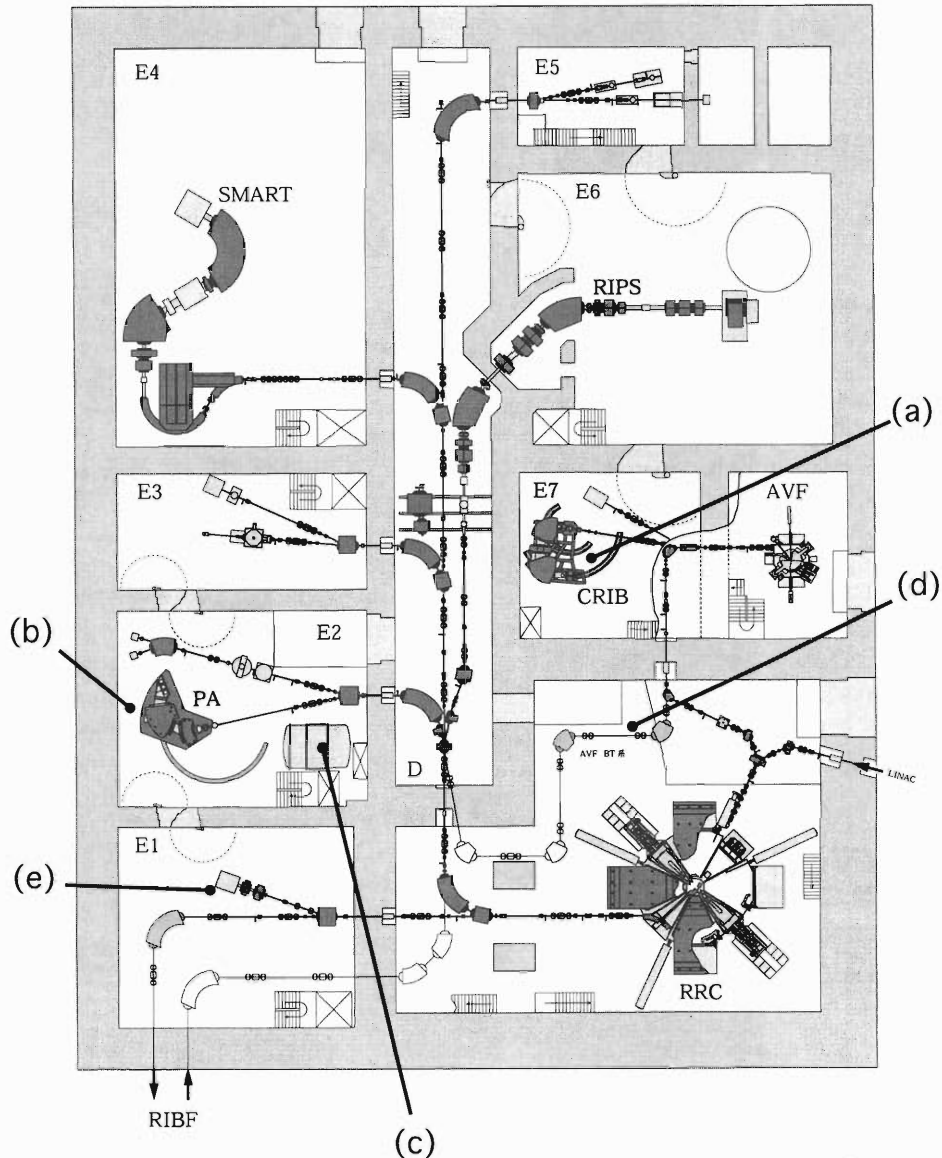 E4
E5
SMART
E6
RIPS
(a)
E3
E7
AVF
CRIB
(d)
(b)
E2
PA
AVF BT系
D
LINAC
E1
(e)
RRC
RIBF
(c)